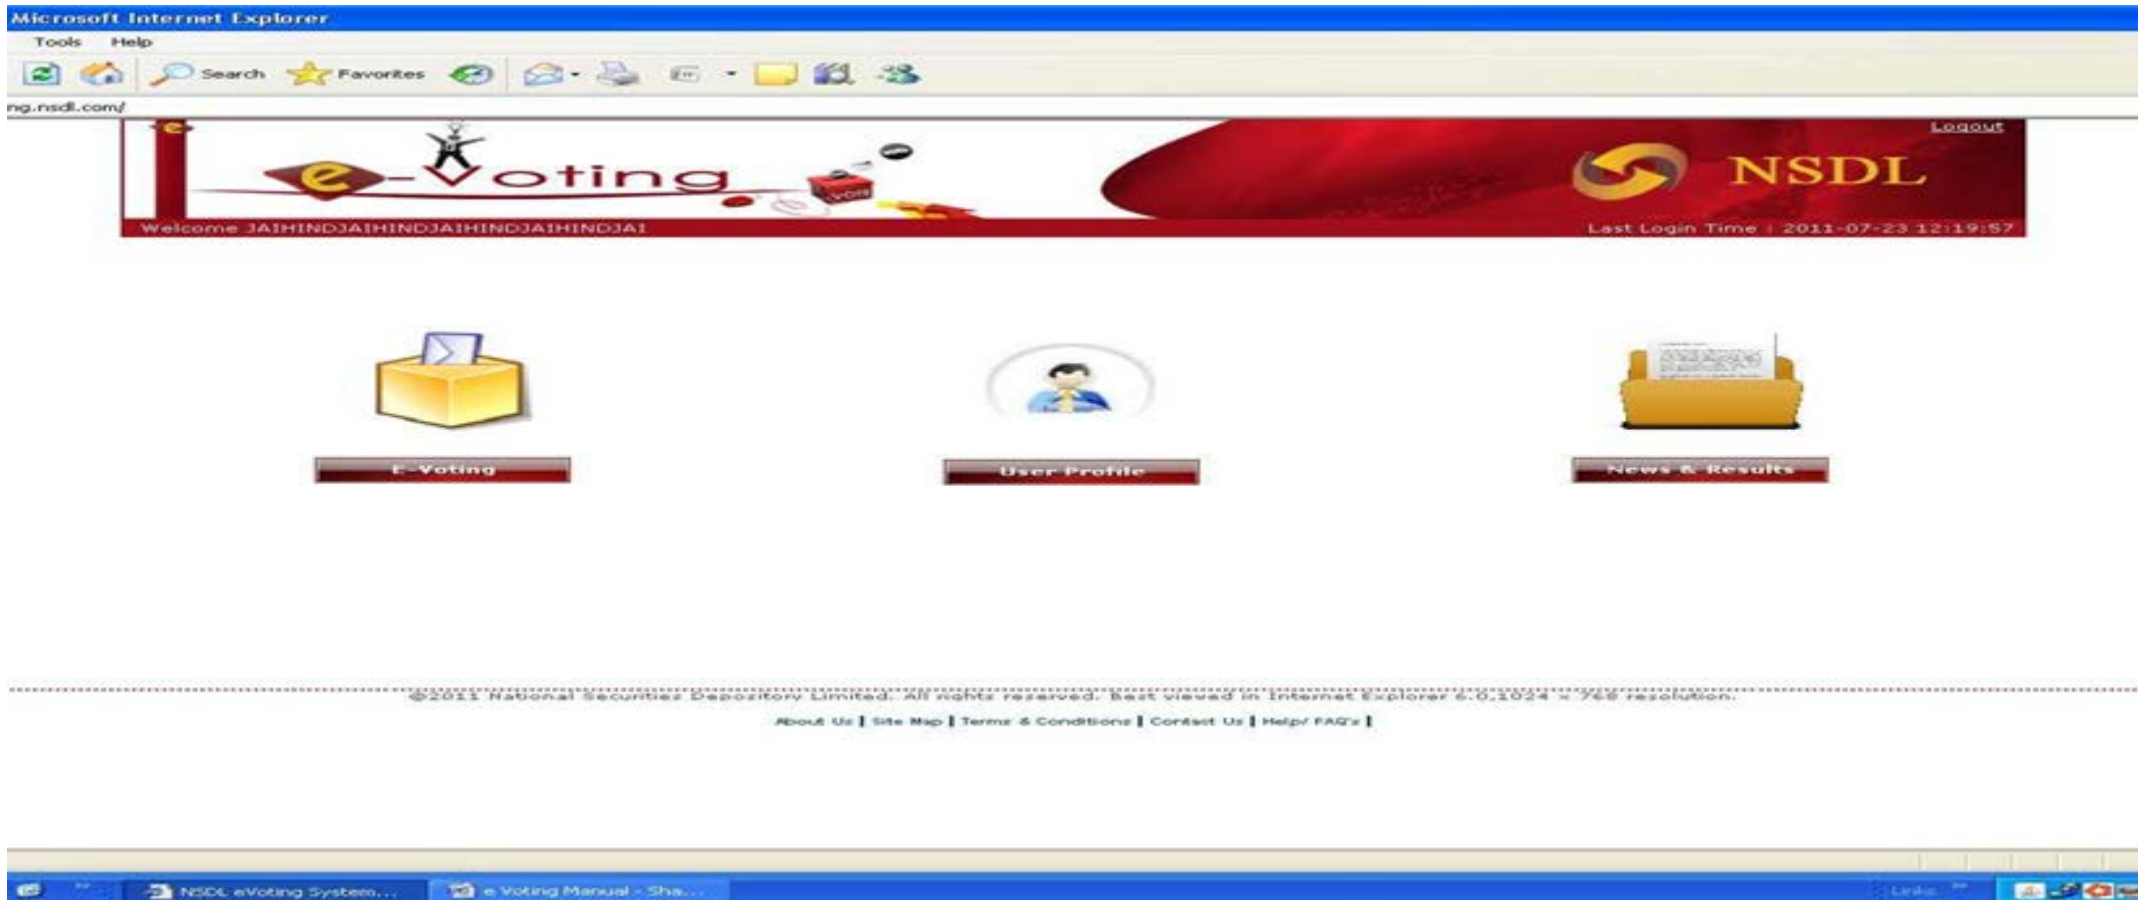 Microsoft Internet Explorer
Tools Help
Search Favorites
ng.nsdl.com/
e
Logout
e-Voting
VOTE
NSDL
Welcome JAIHINDJAIHINDJAIHINDJAIHINDJAI
Last Login Time : 2011-07-23 12:19:57
E-Voting
User Profile
News & Results
©2011 National Securities Depository Limited. All rights reserved. Best viewed in Internet Explorer 6.0,1024 x 768 resolution.
About Us | Site Map | Terms & Conditions | Contact Us | Help/ FAQ's |
NSDL eVoting System... e Voting Manual - Sha... Links »